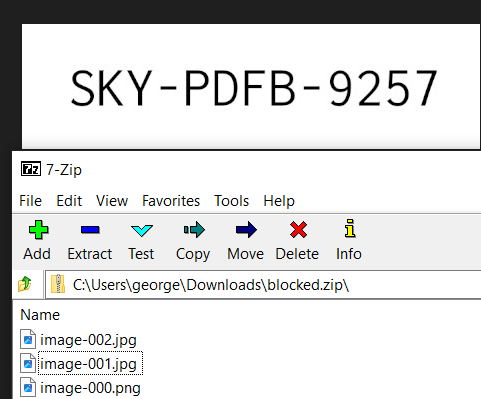 SKY-PDFB-9257
7z 7-Zip
File Edit View Favorites Tools Help
Add Extract Test Copy Move Delete Info
C:\Users\george\Downloads\blocked.zip\
Name
image-002.jpg
image-001.jpg
image-000.png